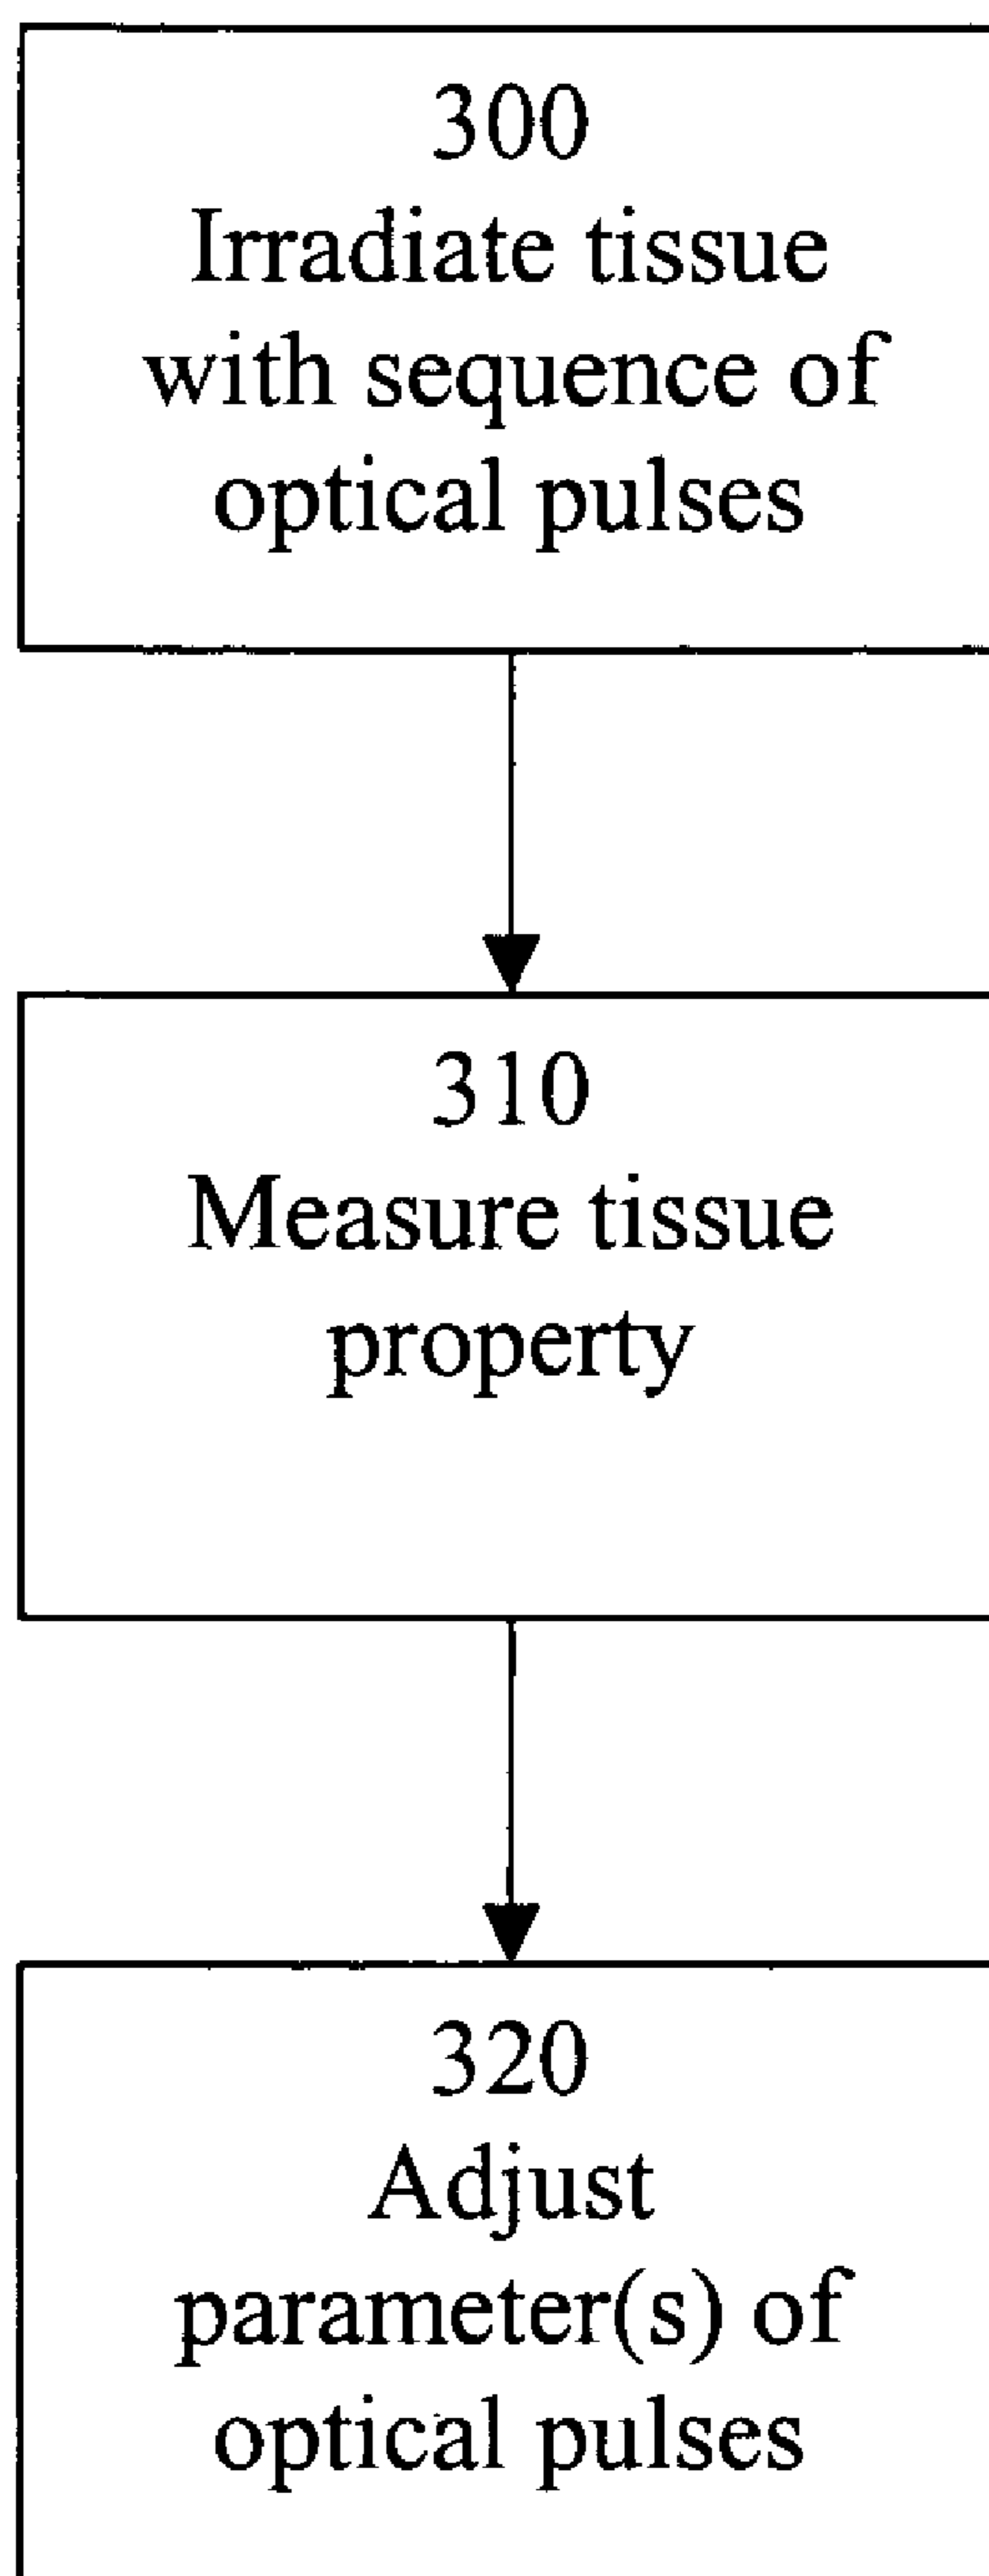 300
Irradiate tissue
with sequence of
optical pulses
310
Measure tissue
property
320
Adjust
parameter(s) of
optical pulses